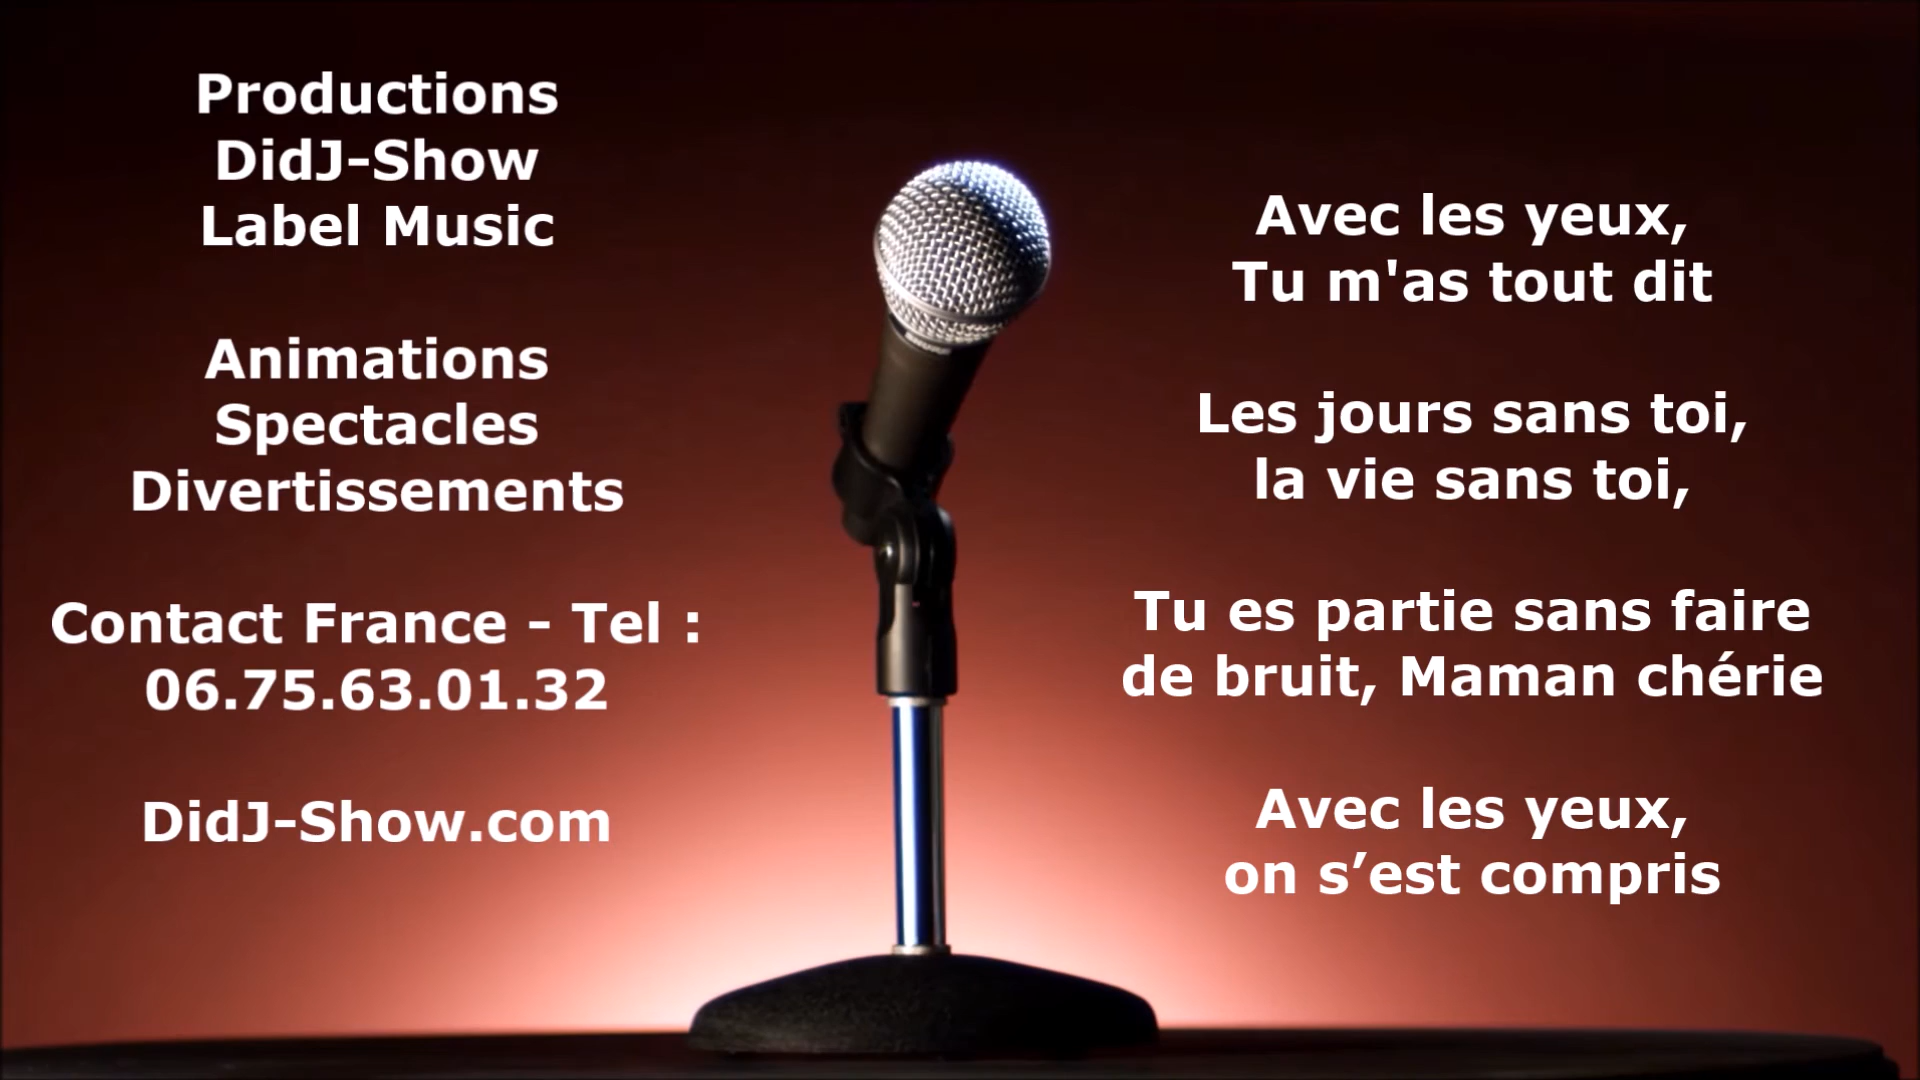 Productions
DidJ-Show
Label Music
Animations
Spectacles
Divertissements
Contact France - Tel :
06.75.63.01.32
DidJ-Show.com
Avec les yeux,
Tu m'as tout dit
Les jours sans toi,
la vie sans toi,
Tu es partie sans faire
de bruit, Maman chérie
Avec les yeux,
on s’est compris